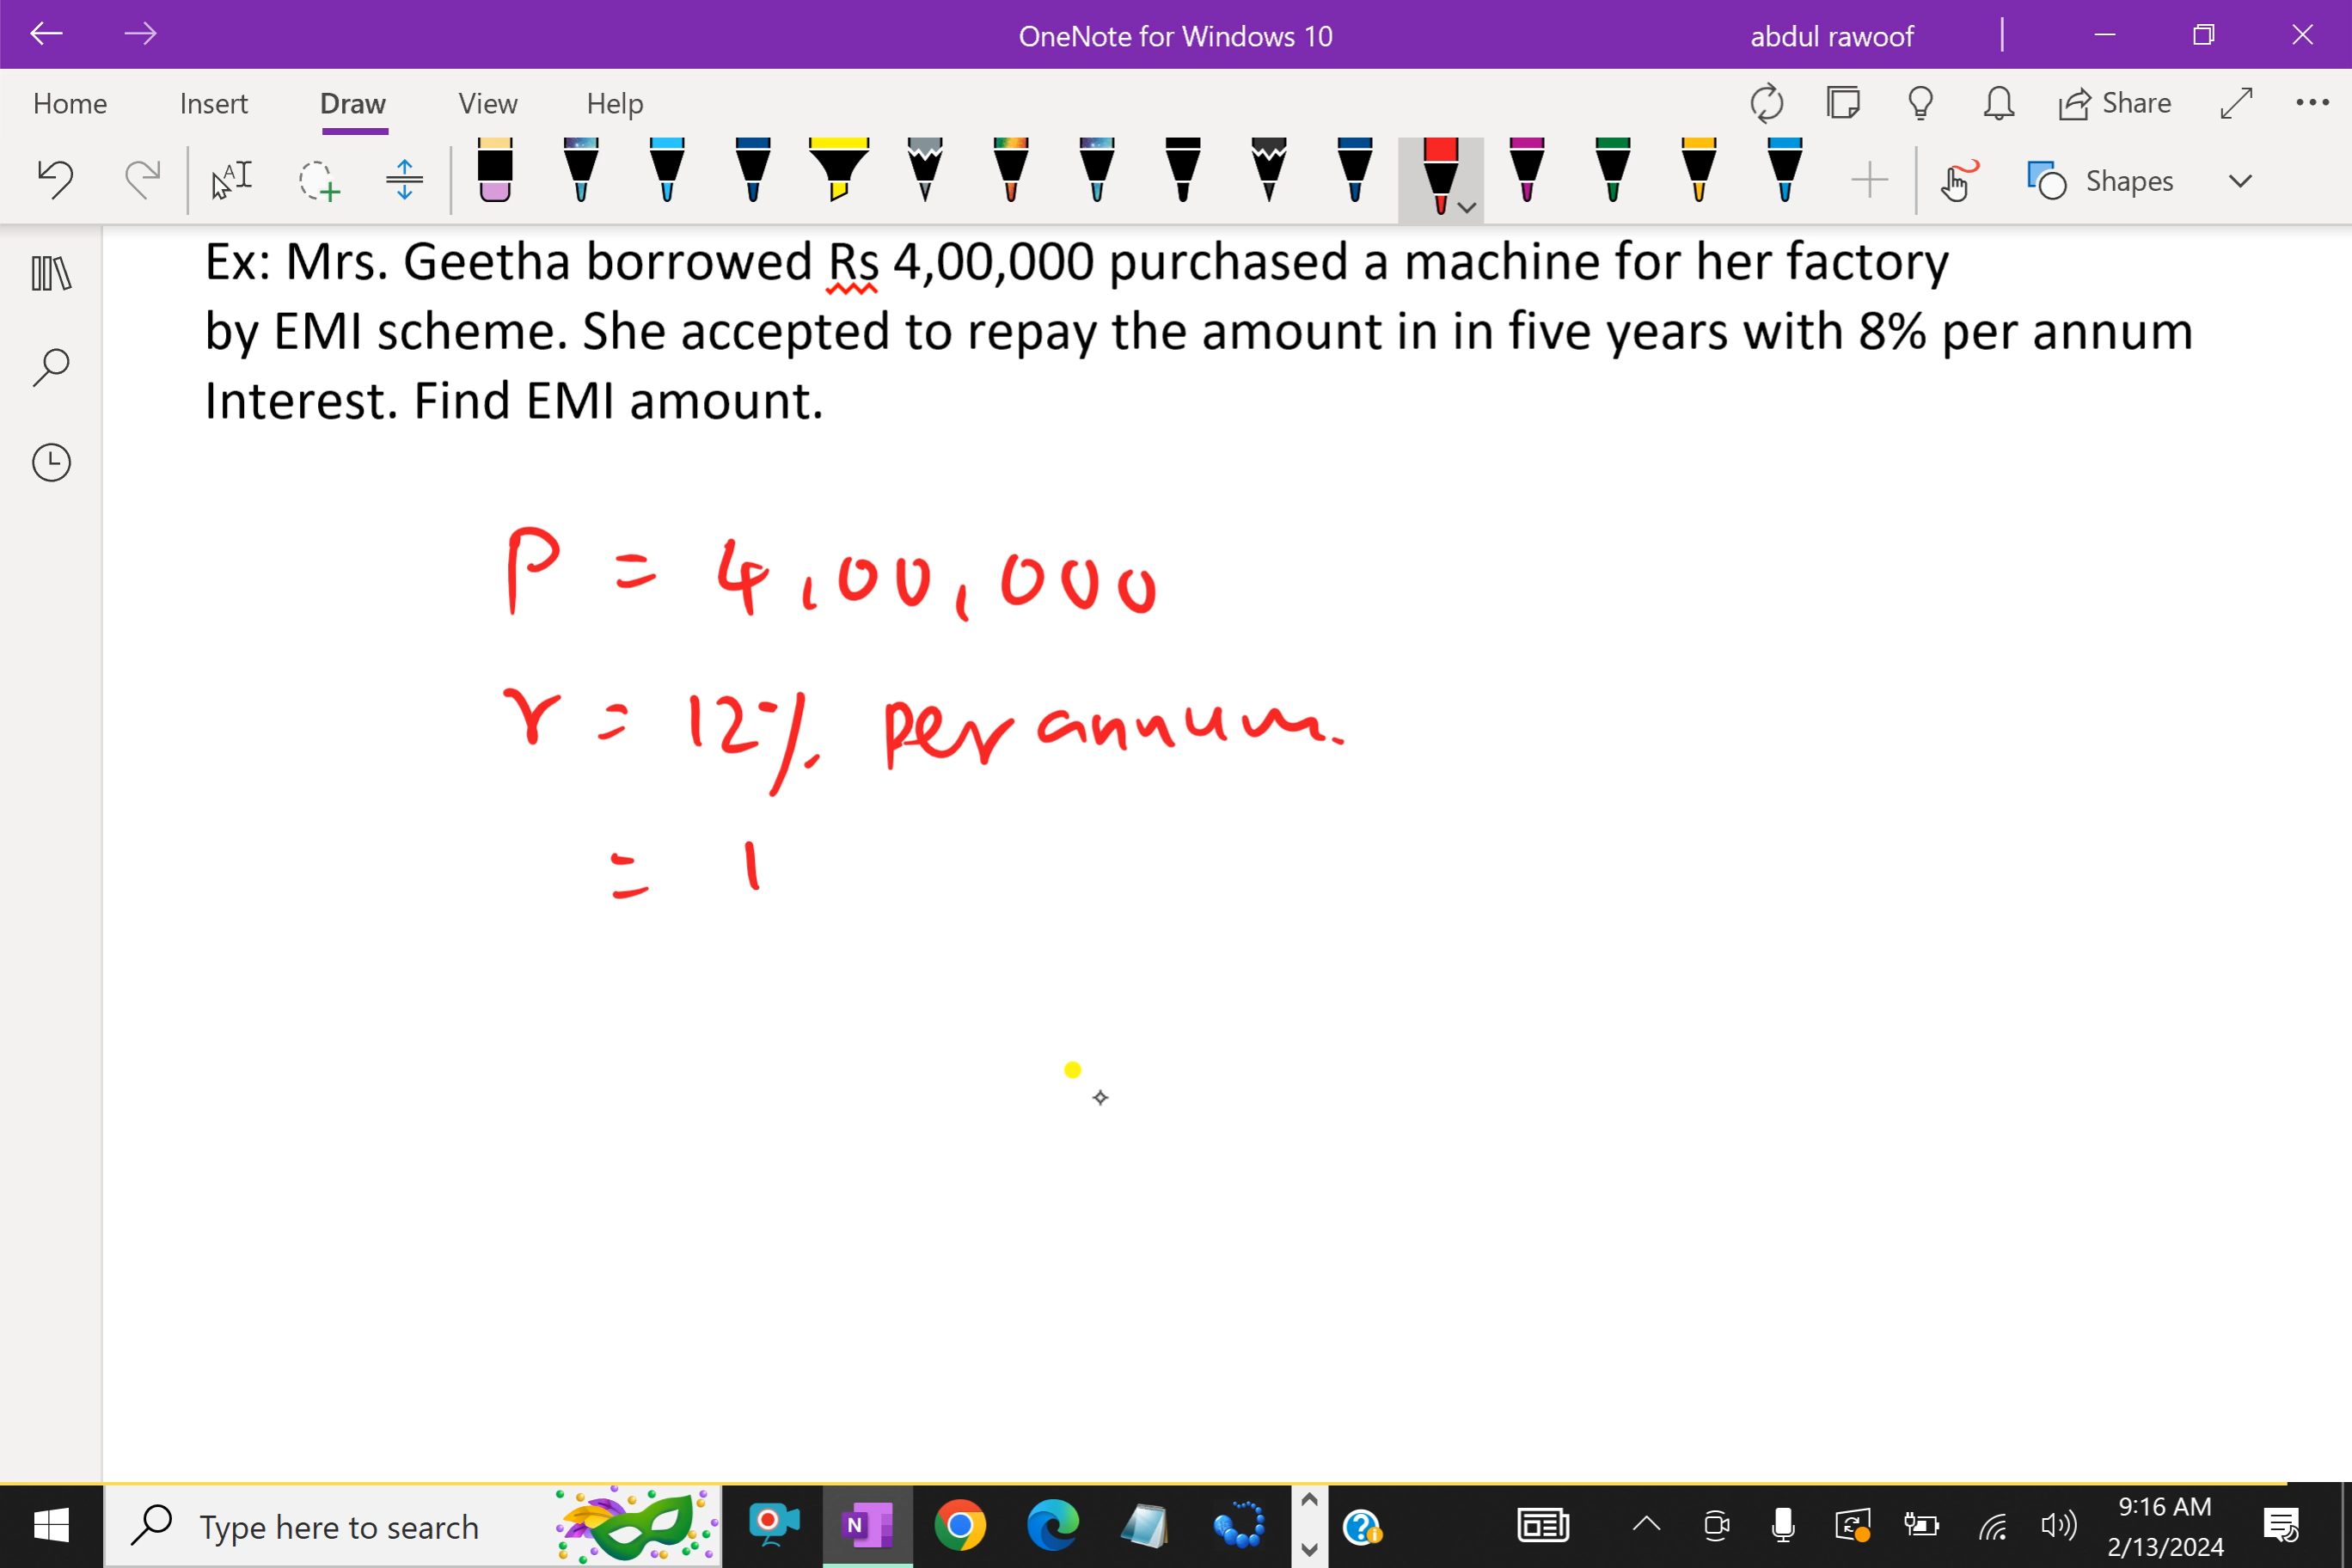 OneNote for Windows 10
abdul rawoof
Home Insert Draw View Help
Share
Shapes
Ex: Mrs. Geetha borrowed Rs 4,00,000 purchased a machine for her factory
by EMI scheme. She accepted to repay the amount in in five years with 8% per annum
Interest. Find EMI amount.
P = 4,00,000
r = 12% per annum.
= 1
Type here to search
9:16 AM
2/13/2024